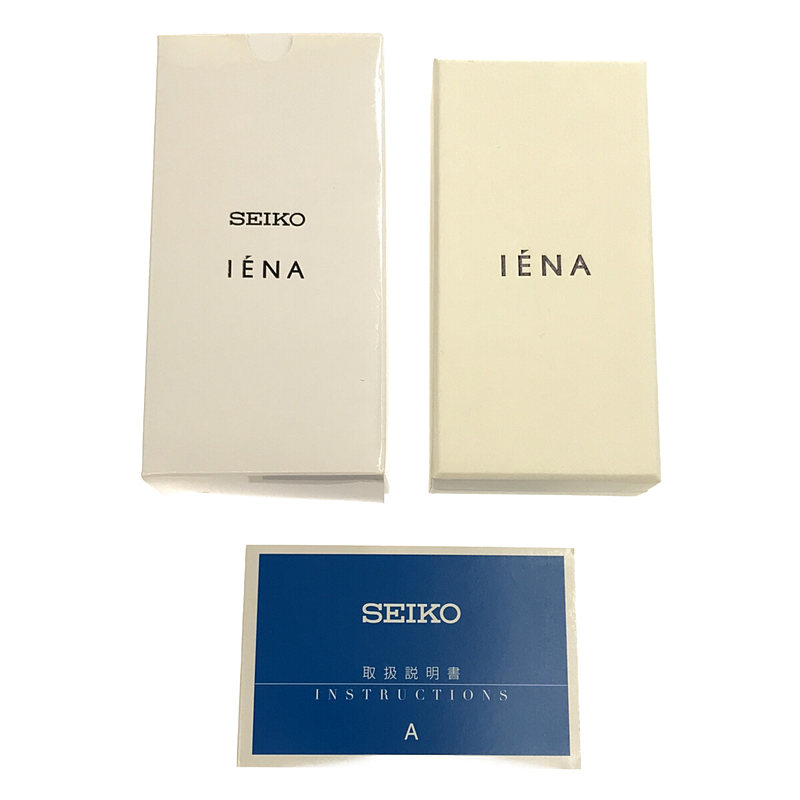 SEIKO
IÉNA
IÉNA
SEIKO
取扱説明書
INSTRUCTIONS
A